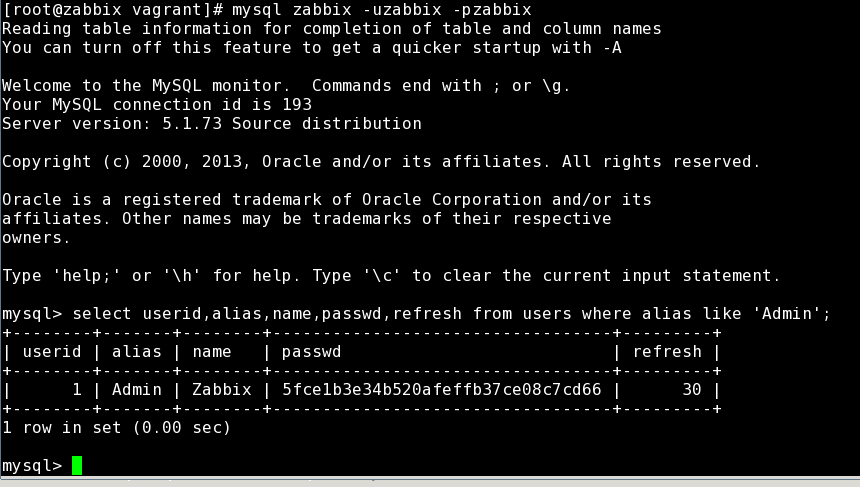 [root@zabbix vagrant]# mysql zabbix -uzabbix -pzabbix
Reading table information for completion of table and column names
You can turn off this feature to get a quicker startup with -A
Welcome to the MySQL monitor.  Commands end with ; or \g.
Your MySQL connection id is 193
Server version: 5.1.73 Source distribution
Copyright (c) 2000, 2013, Oracle and/or its affiliates. All rights reserved.
Oracle is a registered trademark of Oracle Corporation and/or its
affiliates. Other names may be trademarks of their respective
owners.
Type 'help;' or '\h' for help. Type '\c' to clear the current input statement.
mysql> select userid,alias,name,passwd,refresh from users where alias like 'Admin';
+--------+-------+--------+----------------------------------+---------+
| userid | alias | name   | passwd                           | refresh |
+--------+-------+--------+----------------------------------+---------+
|      1 | Admin | Zabbix | 5fce1b3e34b520afeffb37ce08c7cd66 |      30 |
+--------+-------+--------+----------------------------------+---------+
1 row in set (0.00 sec)
mysql>